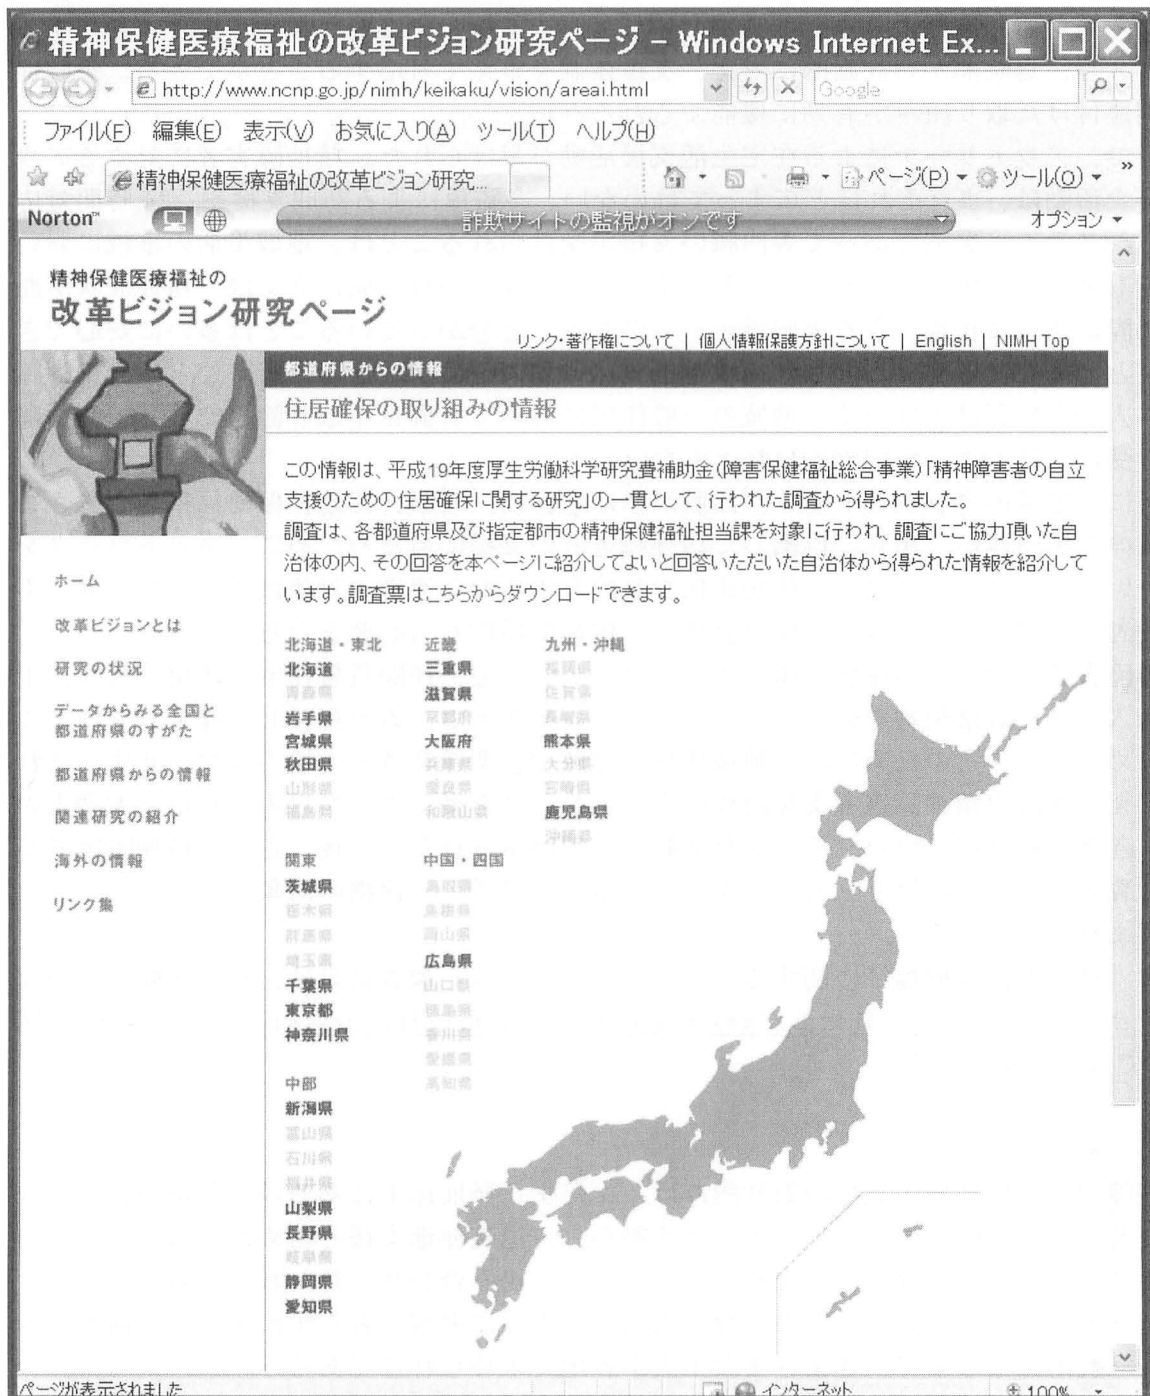 精神保健医療福祉の改革ビジョン研究ページ - Windows Internet Ex...
http://www.ncnp.go.jp/nimh/keikaku/vision/areai.html
Google
ファイル(F) 編集(E) 表示(V) お気に入り(A) ツール(T) ヘルプ(H)
精神保健医療福祉の改革ビジョン研究...
ページ(P) ツール(O) »
Norton™ 詐欺サイトの監視がオンです オプション
精神保健医療福祉の
改革ビジョン研究ページ
リンク・著作権について | 個人情報保護方針について | English | NIMH Top
都道府県からの情報
住居確保の取り組みの情報
この情報は、平成19年度厚生労働科学研究費補助金(障害保健福祉総合事業)「精神障害者の自立
支援のための住居確保に関する研究」の一貫として、行われた調査から得られました。
調査は、各都道府県及び指定都市の精神保健福祉担当課を対象に行われ、調査にご協力頂いた自
治体の内、その回答を本ページに紹介してよいと回答いただいた自治体から得られた情報を紹介して
います。調査票はこちらからダウンロードできます。
ホーム
改革ビジョンとは
研究の状況
データからみる全国と
都道府県のすがた
都道府県からの情報
関連研究の紹介
海外の情報
リンク集
北海道・東北
北海道
青森県
岩手県
宮城県
秋田県
山形県
福島県
関東
茨城県
栃木県
群馬県
埼玉県
千葉県
東京都
神奈川県
中部
新潟県
富山県
石川県
福井県
山梨県
長野県
岐阜県
静岡県
愛知県
近畿
三重県
滋賀県
京都府
大阪府
兵庫県
奈良県
和歌山県
中国・四国
鳥取県
島根県
岡山県
広島県
山口県
徳島県
香川県
愛媛県
高知県
九州・沖縄
福岡県
佐賀県
長崎県
熊本県
大分県
宮崎県
鹿児島県
沖縄県
ページが表示されました
インターネット
100%